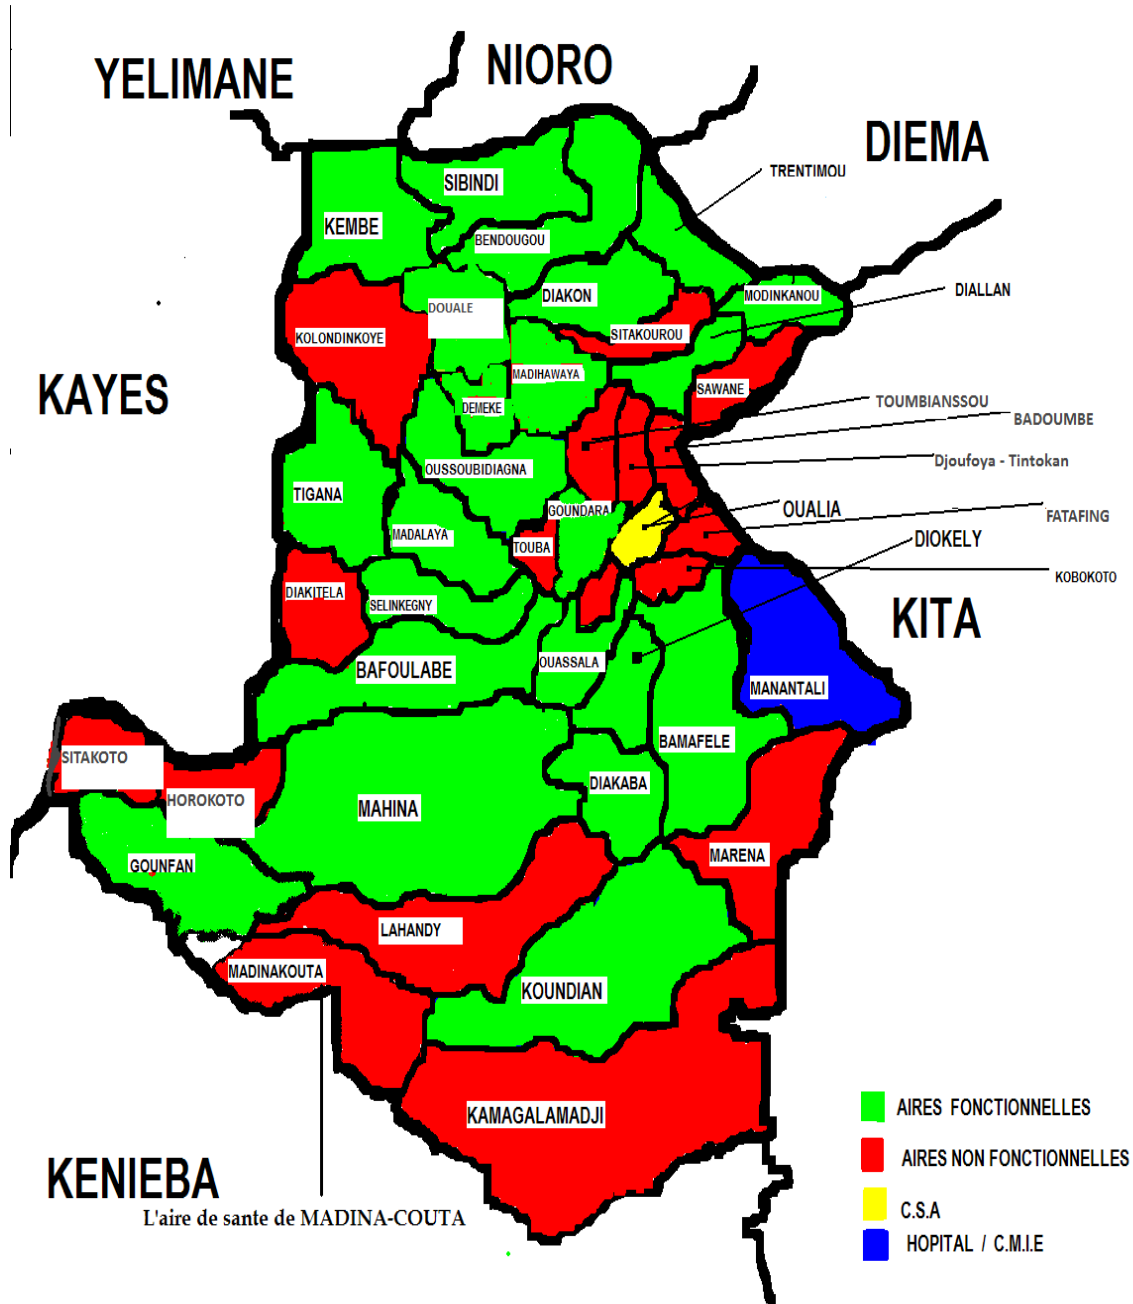 NIORO
YELIMANE
DIEMA
TRENTIMOU
SIBINDI
KEMBE
BENDOUGOU
DIALLAN
DIAKON
MODINKANOU
DOUALE
SITAKOUROU
KOLONDINKOYE
MADIHAWAYA
KAYES
SAWANE
TOUMBIANSSOU
DEMEKE
BADOUMBE
Djoufoya - Tintokan
OUSSOUBIDIAGNA
TIGANA
GOUNDARA
OUALIA
FATAFING
MADALAYA
TOUBA
DIOKELY
KOBOKOTO
DIAKITELA
SELINKEGNY
KITA
OUASSALA
BAFOULABE
MANANTALI
BAMAFELE
SITAKOTO
DIAKABA
HOROKOTO
MAHINA
GOUNFAN
MARENA
LAHANDY
MADINAKOUTA
KOUNDIAN
KAMAGALAMADJI
AIRES FONCTIONNELLES
AIRES NON FONCTIONNELLES
KENIEBA
C.S.A
L'aire de sante de MADINA-COUTA
HOPITAL / C.M.I.E